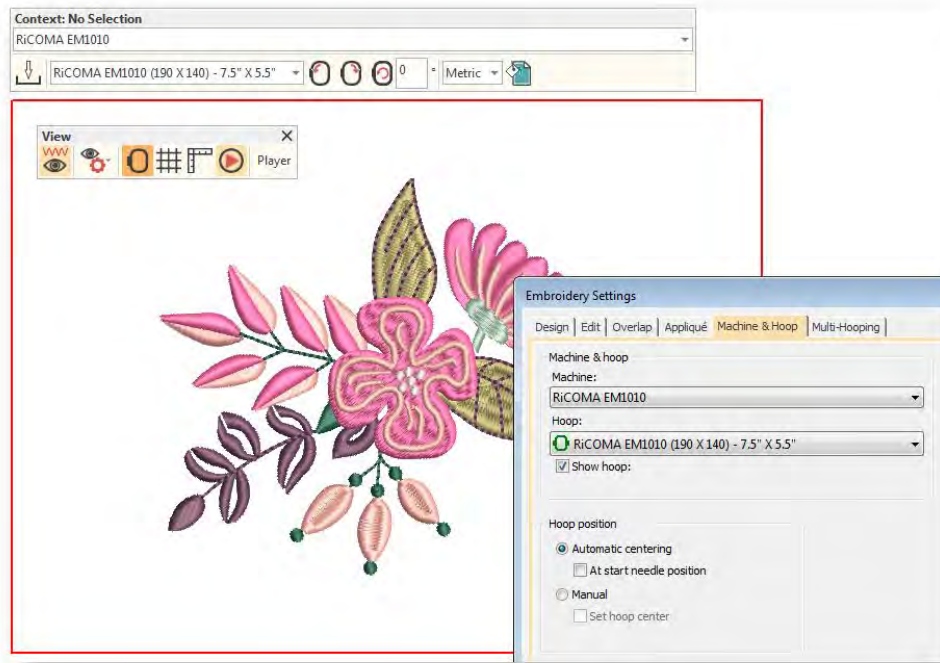 Context: No Selection
RiCOMA EM1010
RiCOMA EM1010 (190 X 140) - 7.5" X 5.5" 0 ° Metric
View
Player
Embroidery Settings
Design Edit Overlap Appliqué Machine & Hoop Multi-Hooping
Machine & hoop
Machine:
RiCOMA EM1010
Hoop:
RiCOMA EM1010 (190 X 140) - 7.5" X 5.5"
Show hoop:
Hoop position
Automatic centering
At start needle position
Manual
Set hoop center